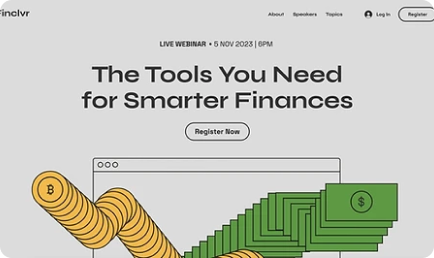 Finclvr
About Speakers Topics Log In Register
LIVE WEBINAR • 5 NOV 2023 | 6PM
The Tools You Need
for Smarter Finances
Register Now
₿
$